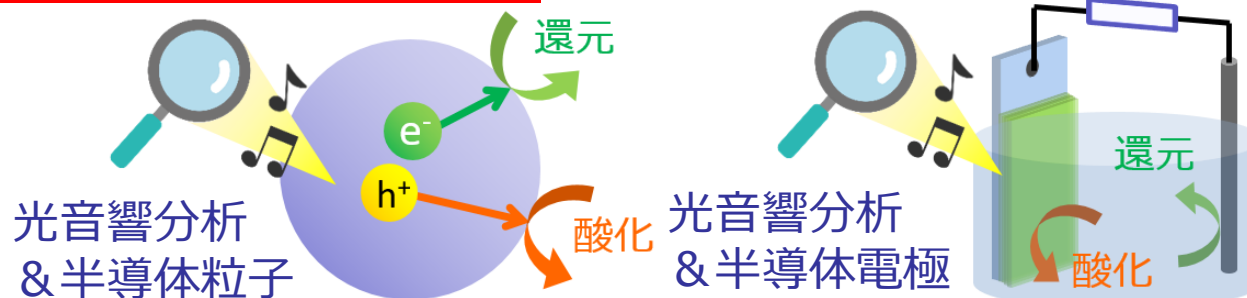 還元
e⁻
h⁺
酸化
光音響分析
＆半導体粒子
還元
酸化
光音響分析
＆半導体電極